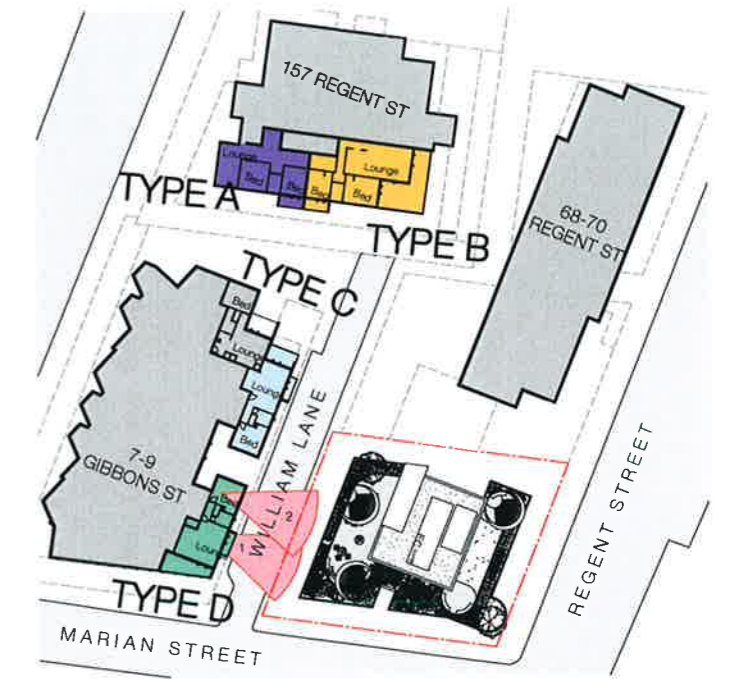 157 REGENT ST
Lounge
Bed
Bed
Bed
Lounge
Bed
TYPE A
TYPE B
68-70
REGENT ST
TYPE C
Bed
Lounge
Lounge
Bed
7-9
GIBBONS ST
WILLIAM LANE
Bed
2
Lounge
1
TYPE D
REGENT STREET
MARIAN STREET